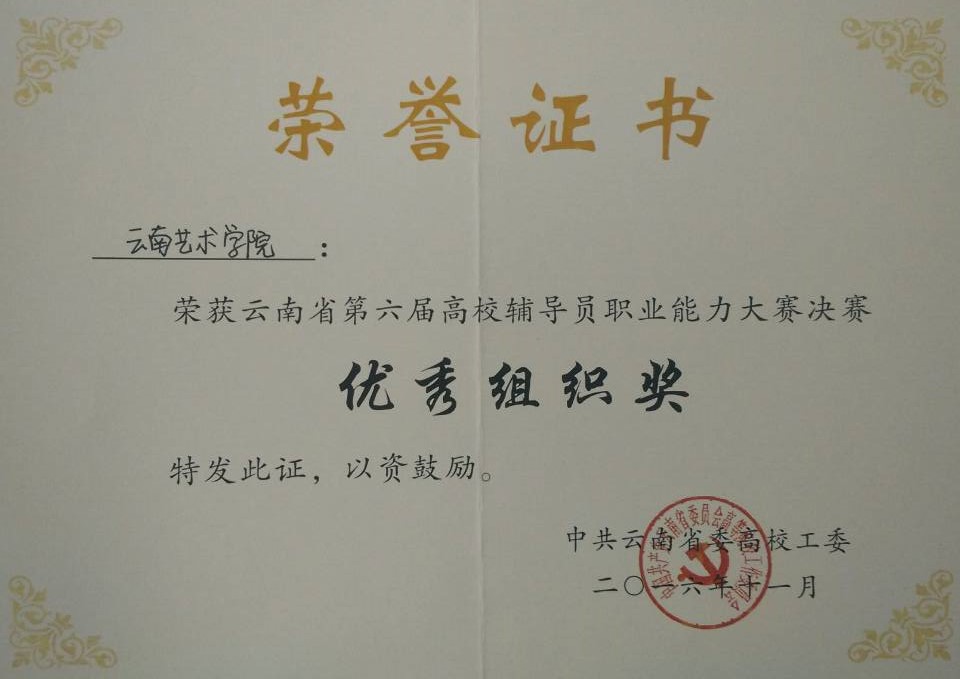 荣誉证书
云南艺术学院：
荣获云南省第六届高校辅导员职业能力大赛决赛
优秀组织奖
特发此证，以资鼓励。
中共云南省委高校工委
二〇一六年十一月